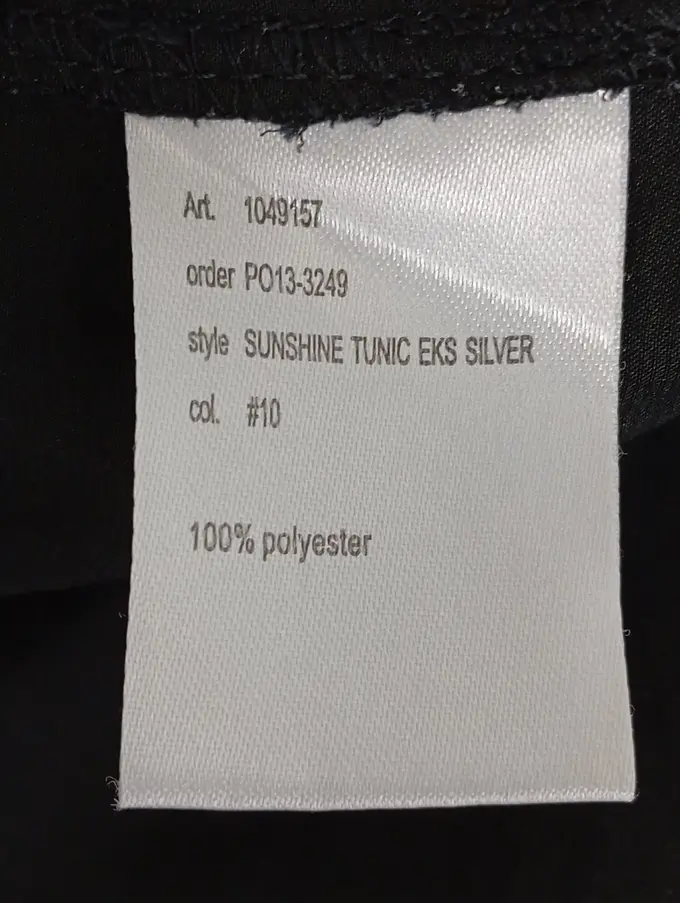 Art. 1049157
order PO13-3249
style SUNSHINE TUNIC EKS SILVER
col. #10
100% polyester